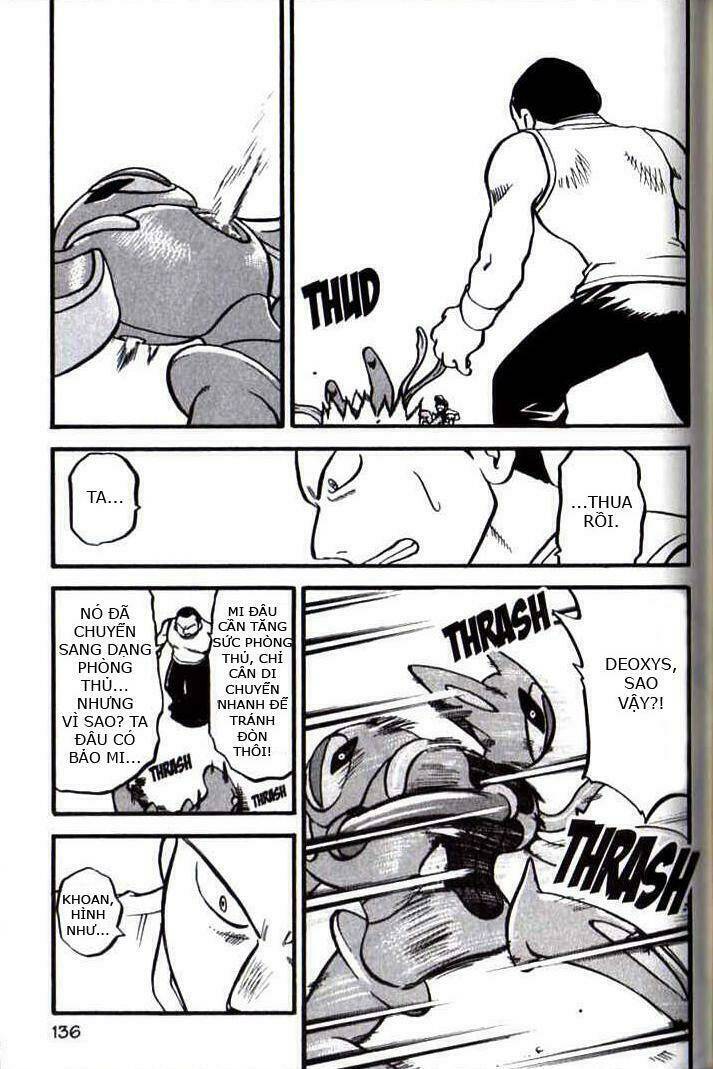 THUD
...THUA
RỒI.
TA...
THRASH
DEOXYS,
SAO
VẬY?!
THRASH
MI ĐÂU
CẦN TĂNG
SỨC PHÒNG
THỦ, CHỈ
CẦN DI
CHUYỂN
NHANH ĐỂ
TRÁNH
ĐÒN
THÔI!
NÓ ĐÃ
CHUYỂN
SANG DẠNG
PHÒNG
THỦ...
NHƯNG
VÌ SAO? TA
ĐÂU CÓ
BẢO MI...
THRASH
THRASH
KHOAN,
HÌNH
NHƯ...
136